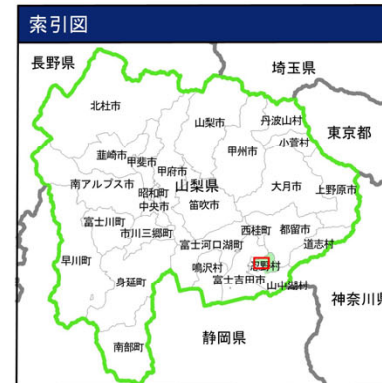 索引図
長野県
埼玉県
北杜市
山梨市
丹波山村
東京都
小菅村
甲州市
韮崎市
甲斐市
甲府市
南アルプス市
昭和町
山梨県
大月市
上野原市
中央市
笛吹市
富士川町
市川三郷町
西桂町
都留市
道志村
富士河口湖町
早川町
鳴沢村
忍野村
富士吉田市
山中湖村
身延町
神奈川県
静岡県
南部町